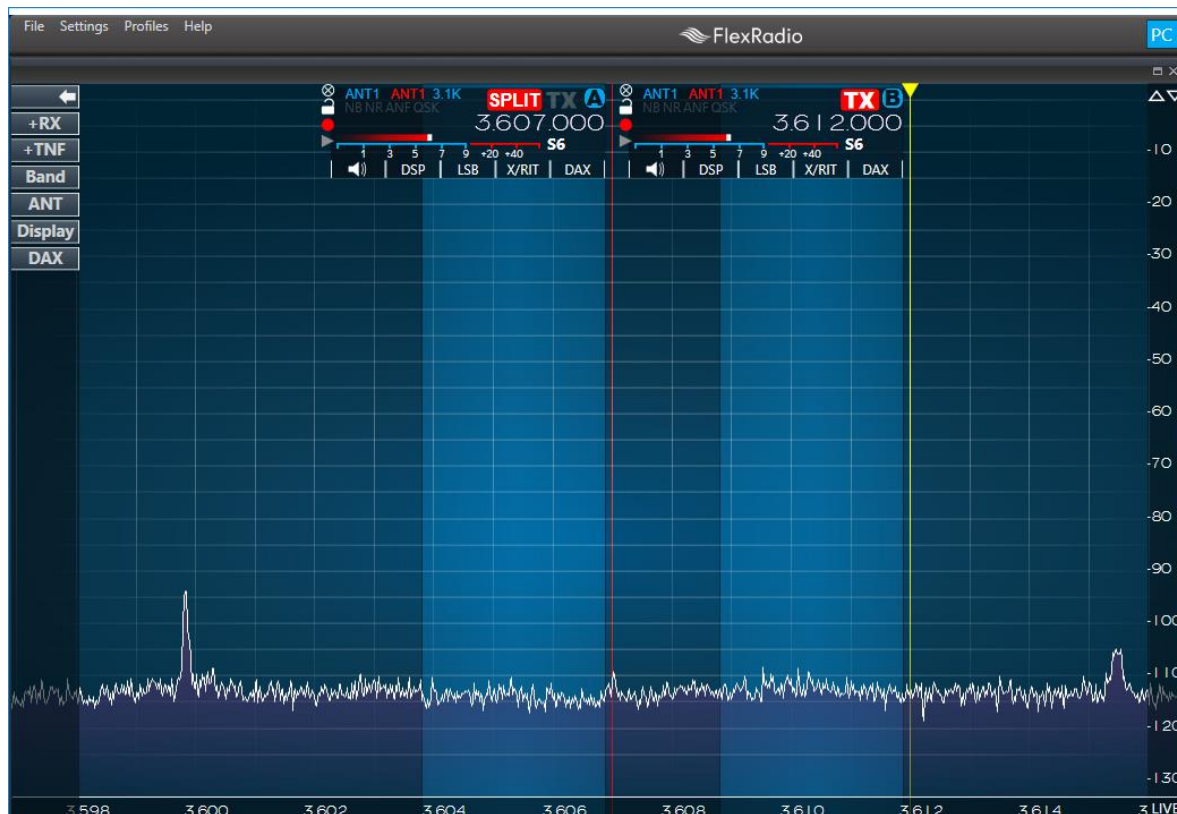 File Settings Profiles Help
FlexRadio
PC
+RX
+TNF
Band
ANT
Display
DAX
ANT1 ANT1 3.1K SPLIT TX A
NB NR ANF QSK
3.607.000
S6
1 3 5 7 9 +20 +40
DSP LSB X/RIT DAX
ANT1 ANT1 3.1K TX B
NB NR ANF QSK
3.612.000
S6
1 3 5 7 9 +20 +40
DSP LSB X/RIT DAX
-10
-20
-30
-40
-50
-60
-70
-80
-90
-100
-110
-120
-130
3.598 3.600 3.602 3.604 3.606 3.608 3.610 3.612 3.614 LIVE